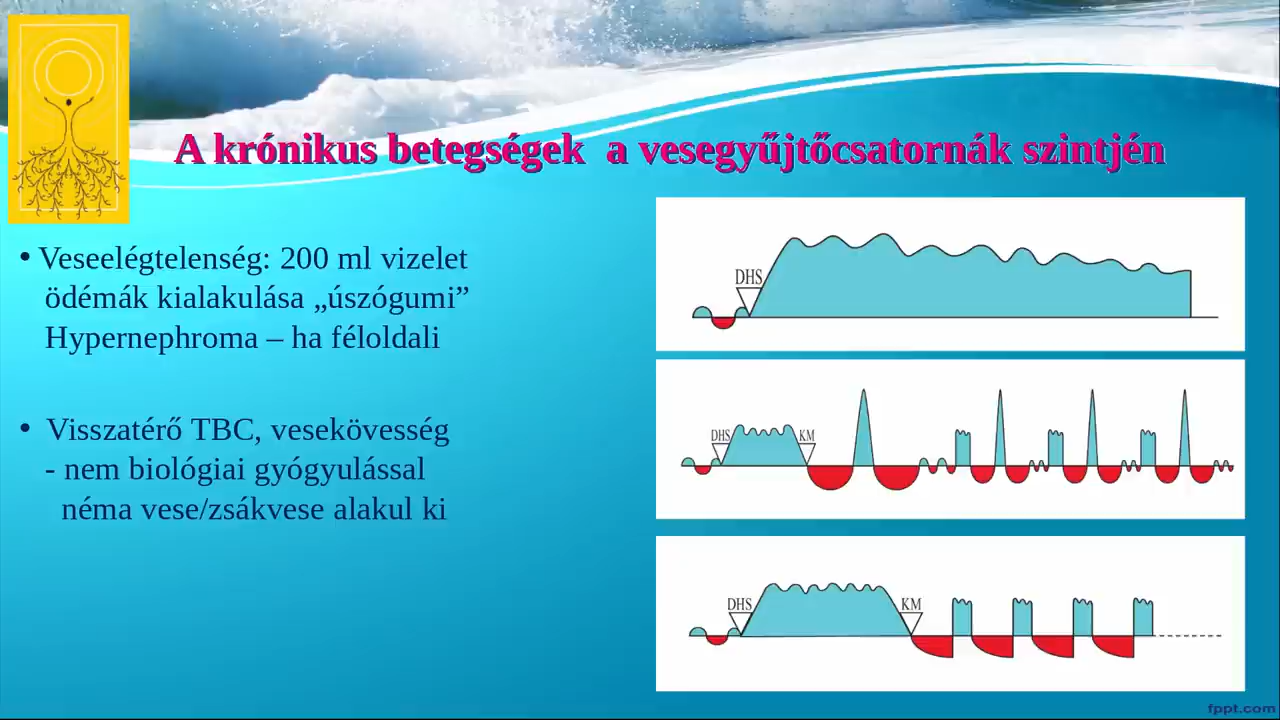 A krónikus betegségek a vesegyűjtőcsatornák szintjén
• Veseelégtelenség: 200 ml vizelet
ödémák kialakulása „úszógumi”
Hypernephroma – ha féloldali
• Visszatérő TBC, vesekövesség
- nem biológiai gyógyulással
néma vese/zsákvese alakul ki
DHS
DHS KM
DHS KM
fppt.com